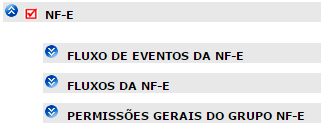 NF-E
FLUXO DE EVENTOS DA NF-E
FLUXOS DA NF-E
PERMISSÕES GERAIS DO GRUPO NF-E